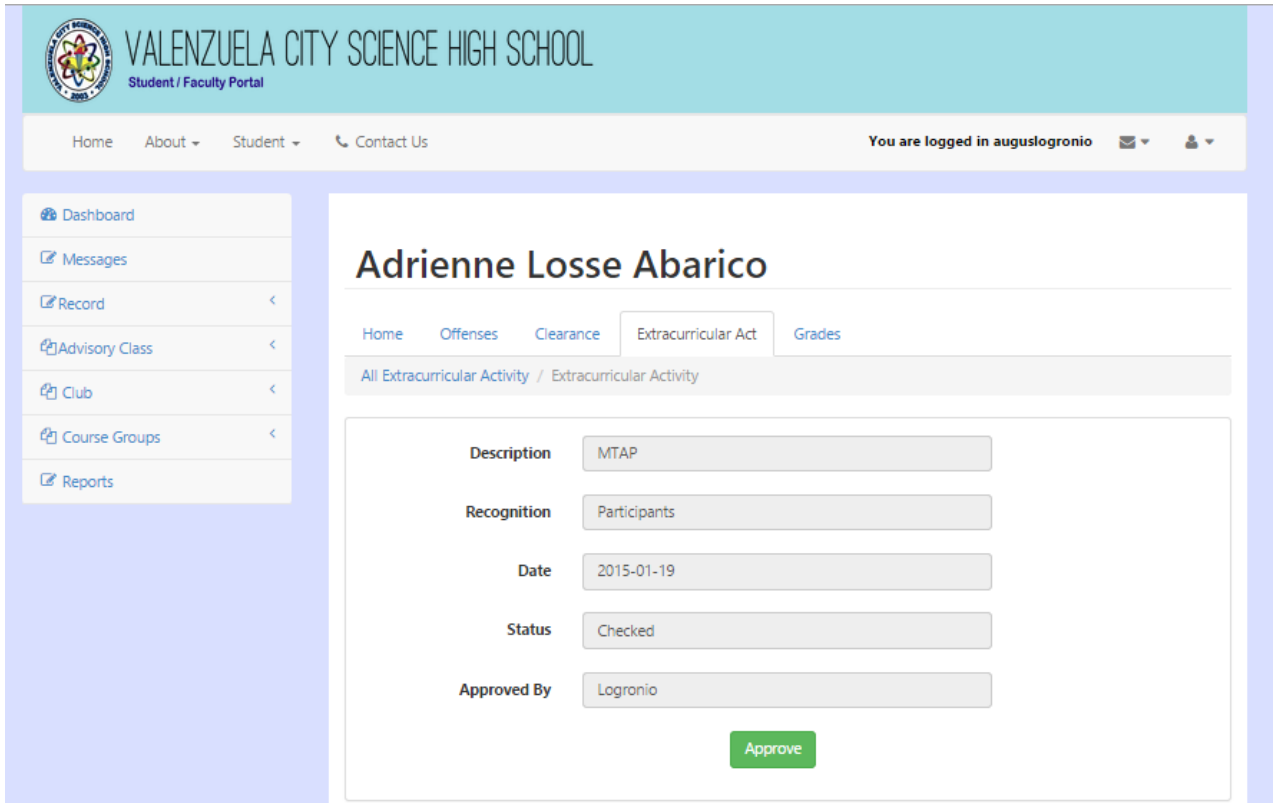 VALENZUELA CITY SCIENCE HIGH SCHOOL
Student / Faculty Portal
2003
Home About Student Contact Us You are logged in auguslogronio
Dashboard
Messages
Record
Advisory Class
Club
Course Groups
Reports
Adrienne Losse Abarico
Home Offenses Clearance Extracurricular Act Grades
All Extracurricular Activity / Extracurricular Activity
Description MTAP
Recognition Participants
Date 2015-01-19
Status Checked
Approved By Logronio
Approve